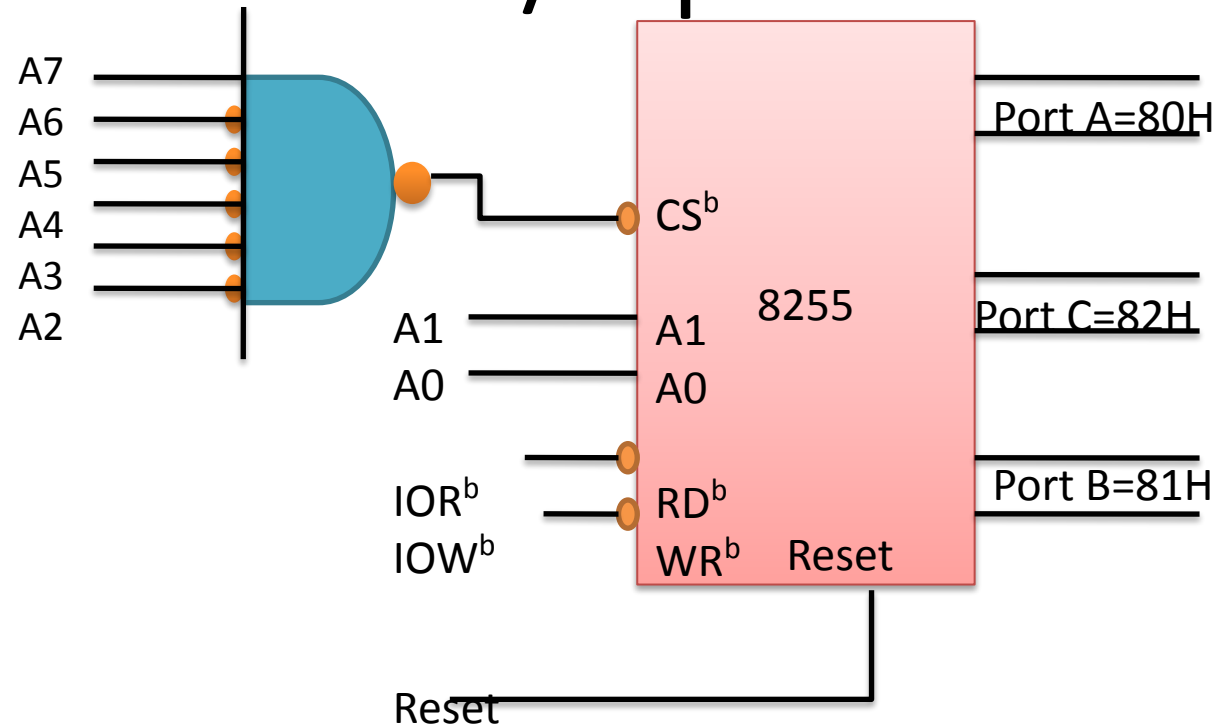 A7
A6
A5
A4
A3
A2
A1
A0
IORᵇ
IOWᵇ
Reset
CSᵇ
8255
A1
A0
RDᵇ
WRᵇ
Reset
Port A=80H
Port C=82H
Port B=81H